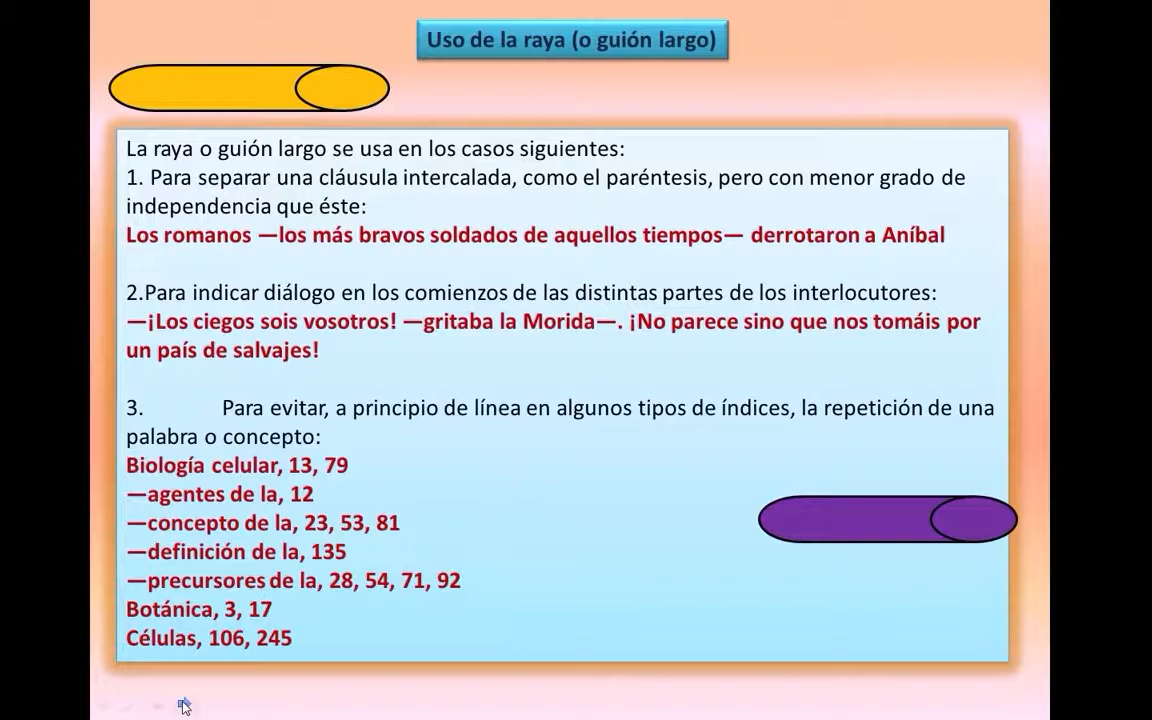 Uso de la raya (o guión largo)
La raya o guión largo se usa en los casos siguientes:
1. Para separar una cláusula intercalada, como el paréntesis, pero con menor grado de
independencia que éste:
Los romanos —los más bravos soldados de aquellos tiempos— derrotaron a Aníbal
2.Para indicar diálogo en los comienzos de las distintas partes de los interlocutores:
—¡Los ciegos sois vosotros! —gritaba la Morida—. ¡No parece sino que nos tomáis por
un país de salvajes!
3. Para evitar, a principio de línea en algunos tipos de índices, la repetición de una
palabra o concepto:
Biología celular, 13, 79
—agentes de la, 12
—concepto de la, 23, 53, 81
—definición de la, 135
—precursores de la, 28, 54, 71, 92
Botánica, 3, 17
Células, 106, 245